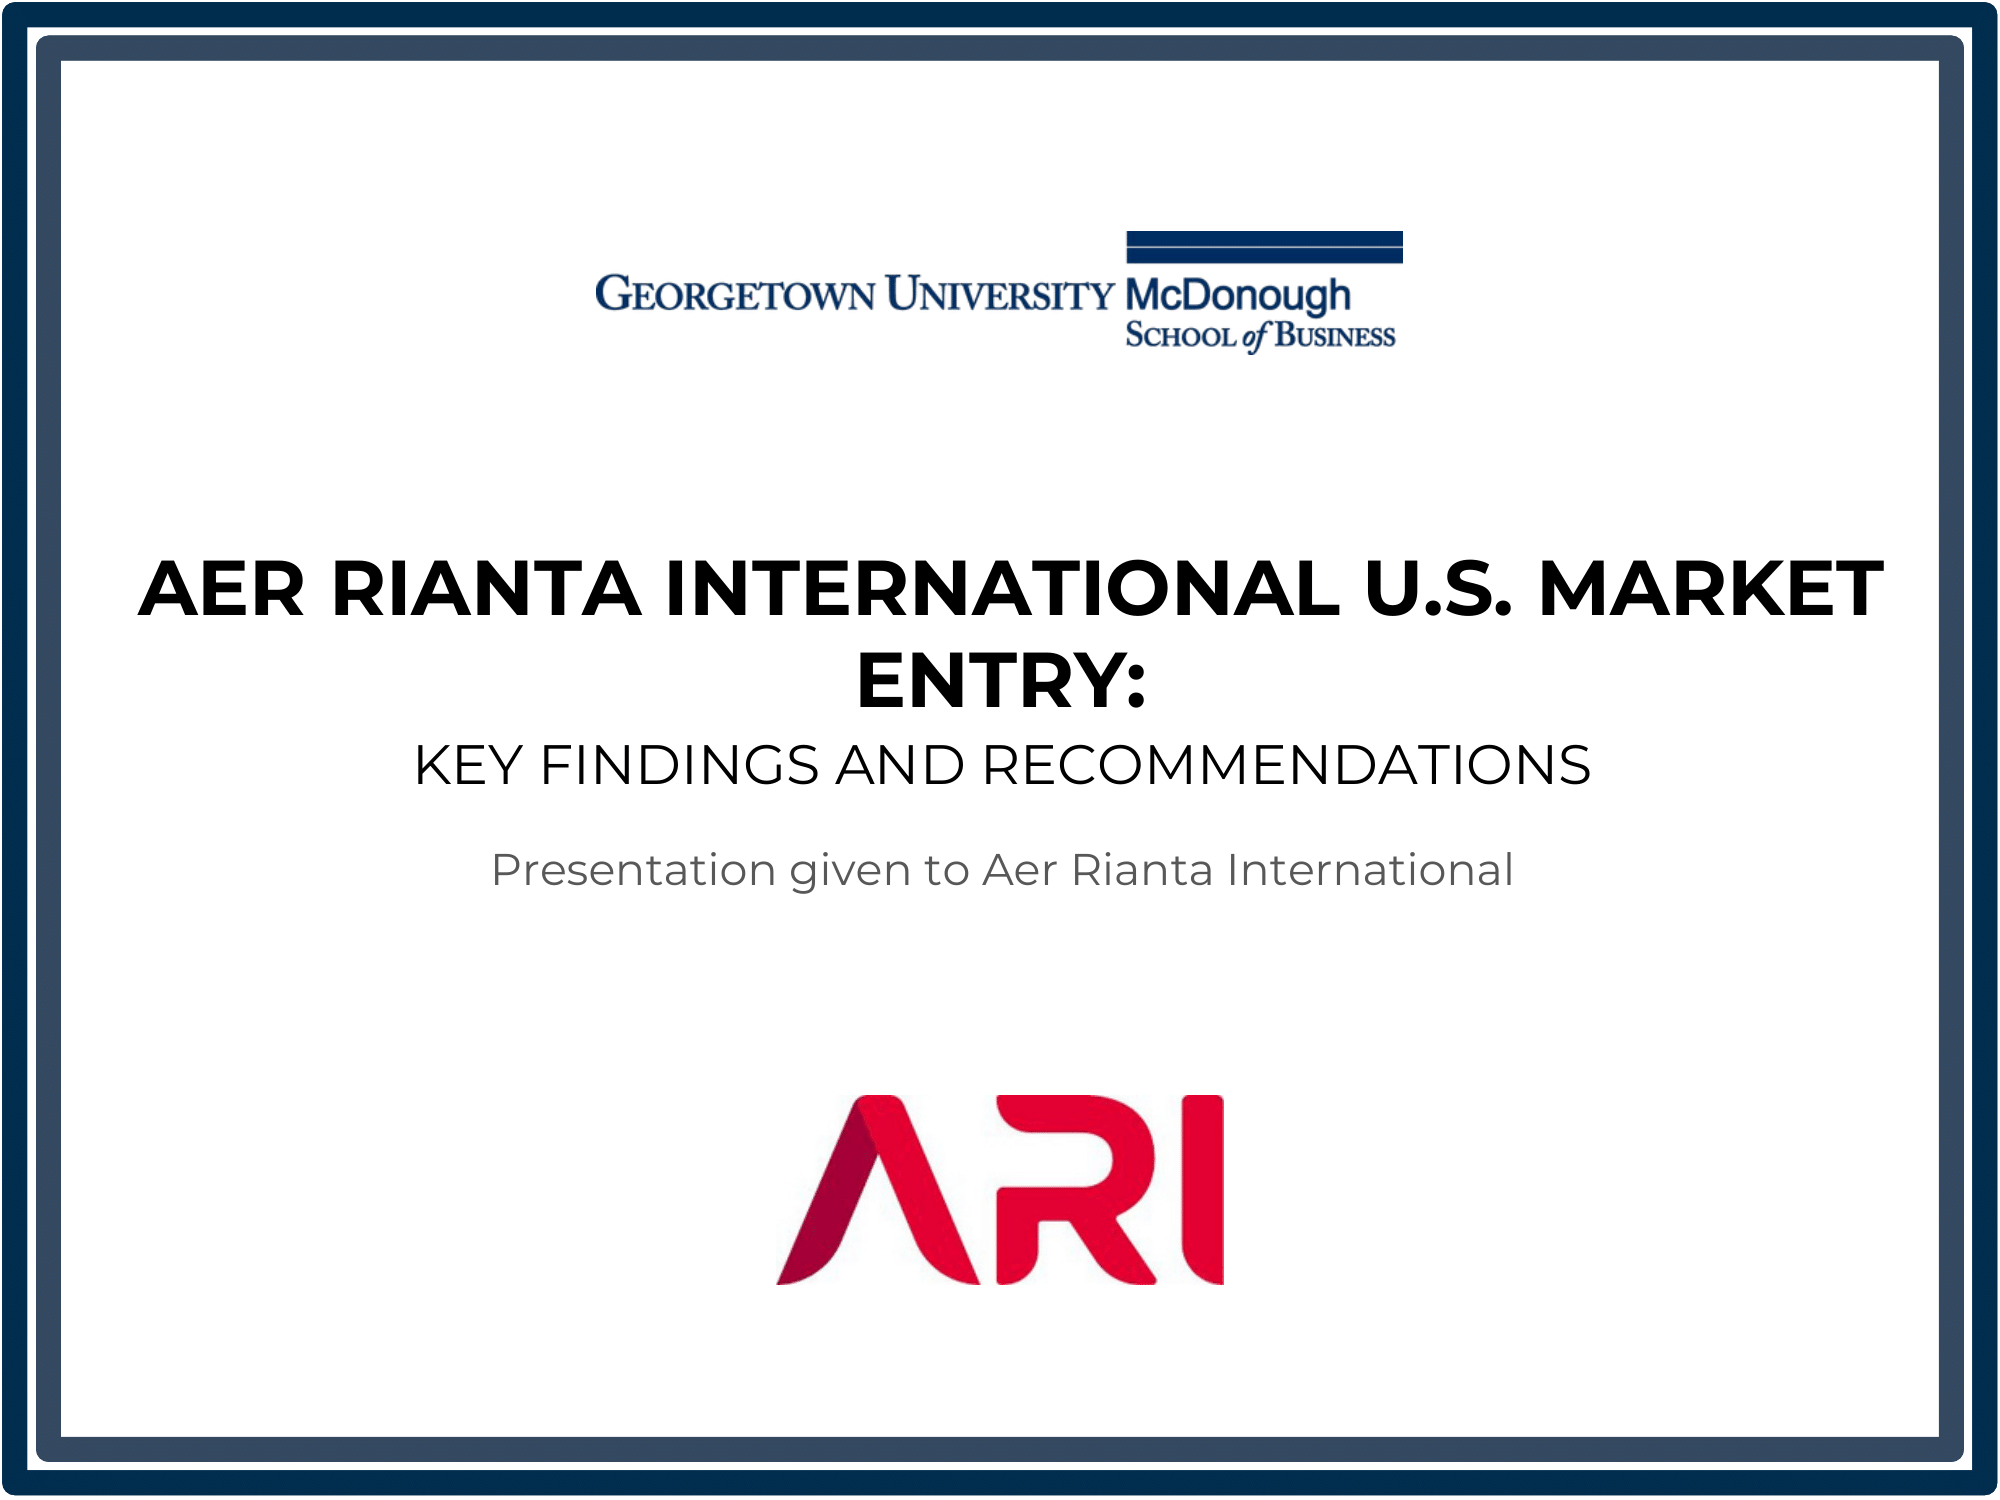 GEORGETOWN UNIVERSITY McDonough
SCHOOL of BUSINESS
AER RIANTA INTERNATIONAL U.S. MARKET
ENTRY:
KEY FINDINGS AND RECOMMENDATIONS
Presentation given to Aer Rianta International
ARI